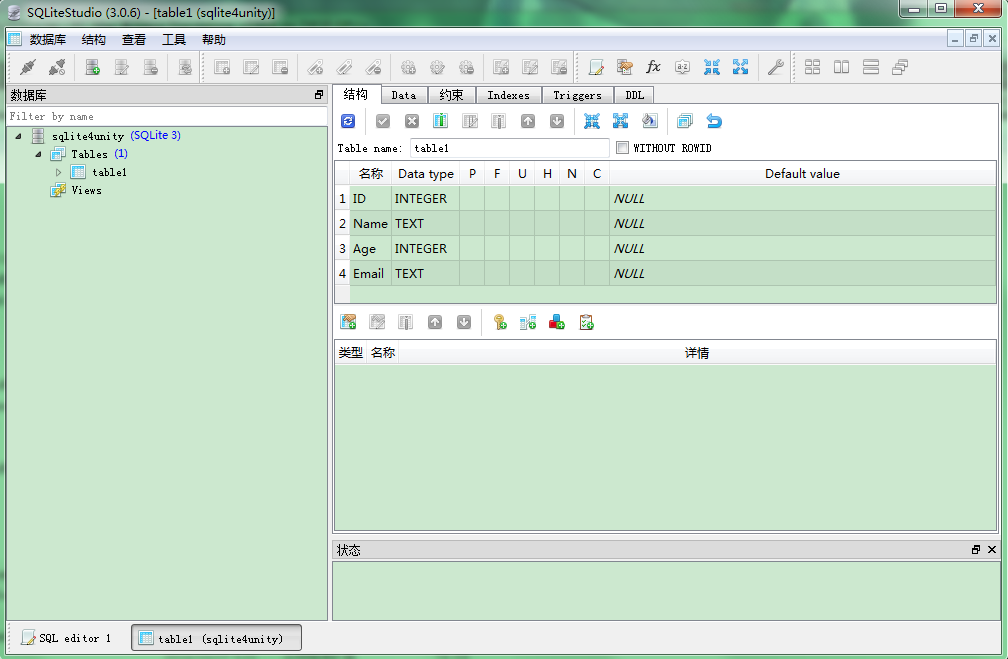 SQLiteStudio (3.0.6) - [table1 (sqlite4unity)]
数据库 结构 查看 工具 帮助
数据库
Filter by name
sqlite4unity (SQLite 3)
Tables (1)
table1
Views
结构 Data 约束 Indexes Triggers DDL
Table name: table1 WITHOUT ROWID
名称 Data type P F U H N C Default value
1 ID INTEGER NULL
2 Name TEXT NULL
3 Age INTEGER NULL
4 Email TEXT NULL
类型 名称 详情
状态
SQL editor 1 table1 (sqlite4unity)